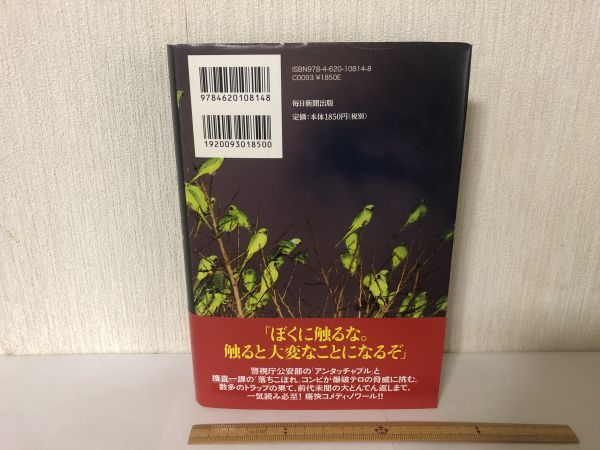 ISBN978-4-620-10814-8
C0093 ¥1850E
9784620108148
毎日新聞出版
定価:本体1850円(税別)
1920093018500
「ぼくに触るな。
触ると大変なことになるぞ」
警視庁公安部の「アンタッチャブル」と
捜査一課の「落ちこぼれ」コンビが爆破テロの脅威に挑む。
数多のトラップの果て、前代未聞の大どんでん返しまで、
一気読み必至！痛快コメディ・ノワール!!